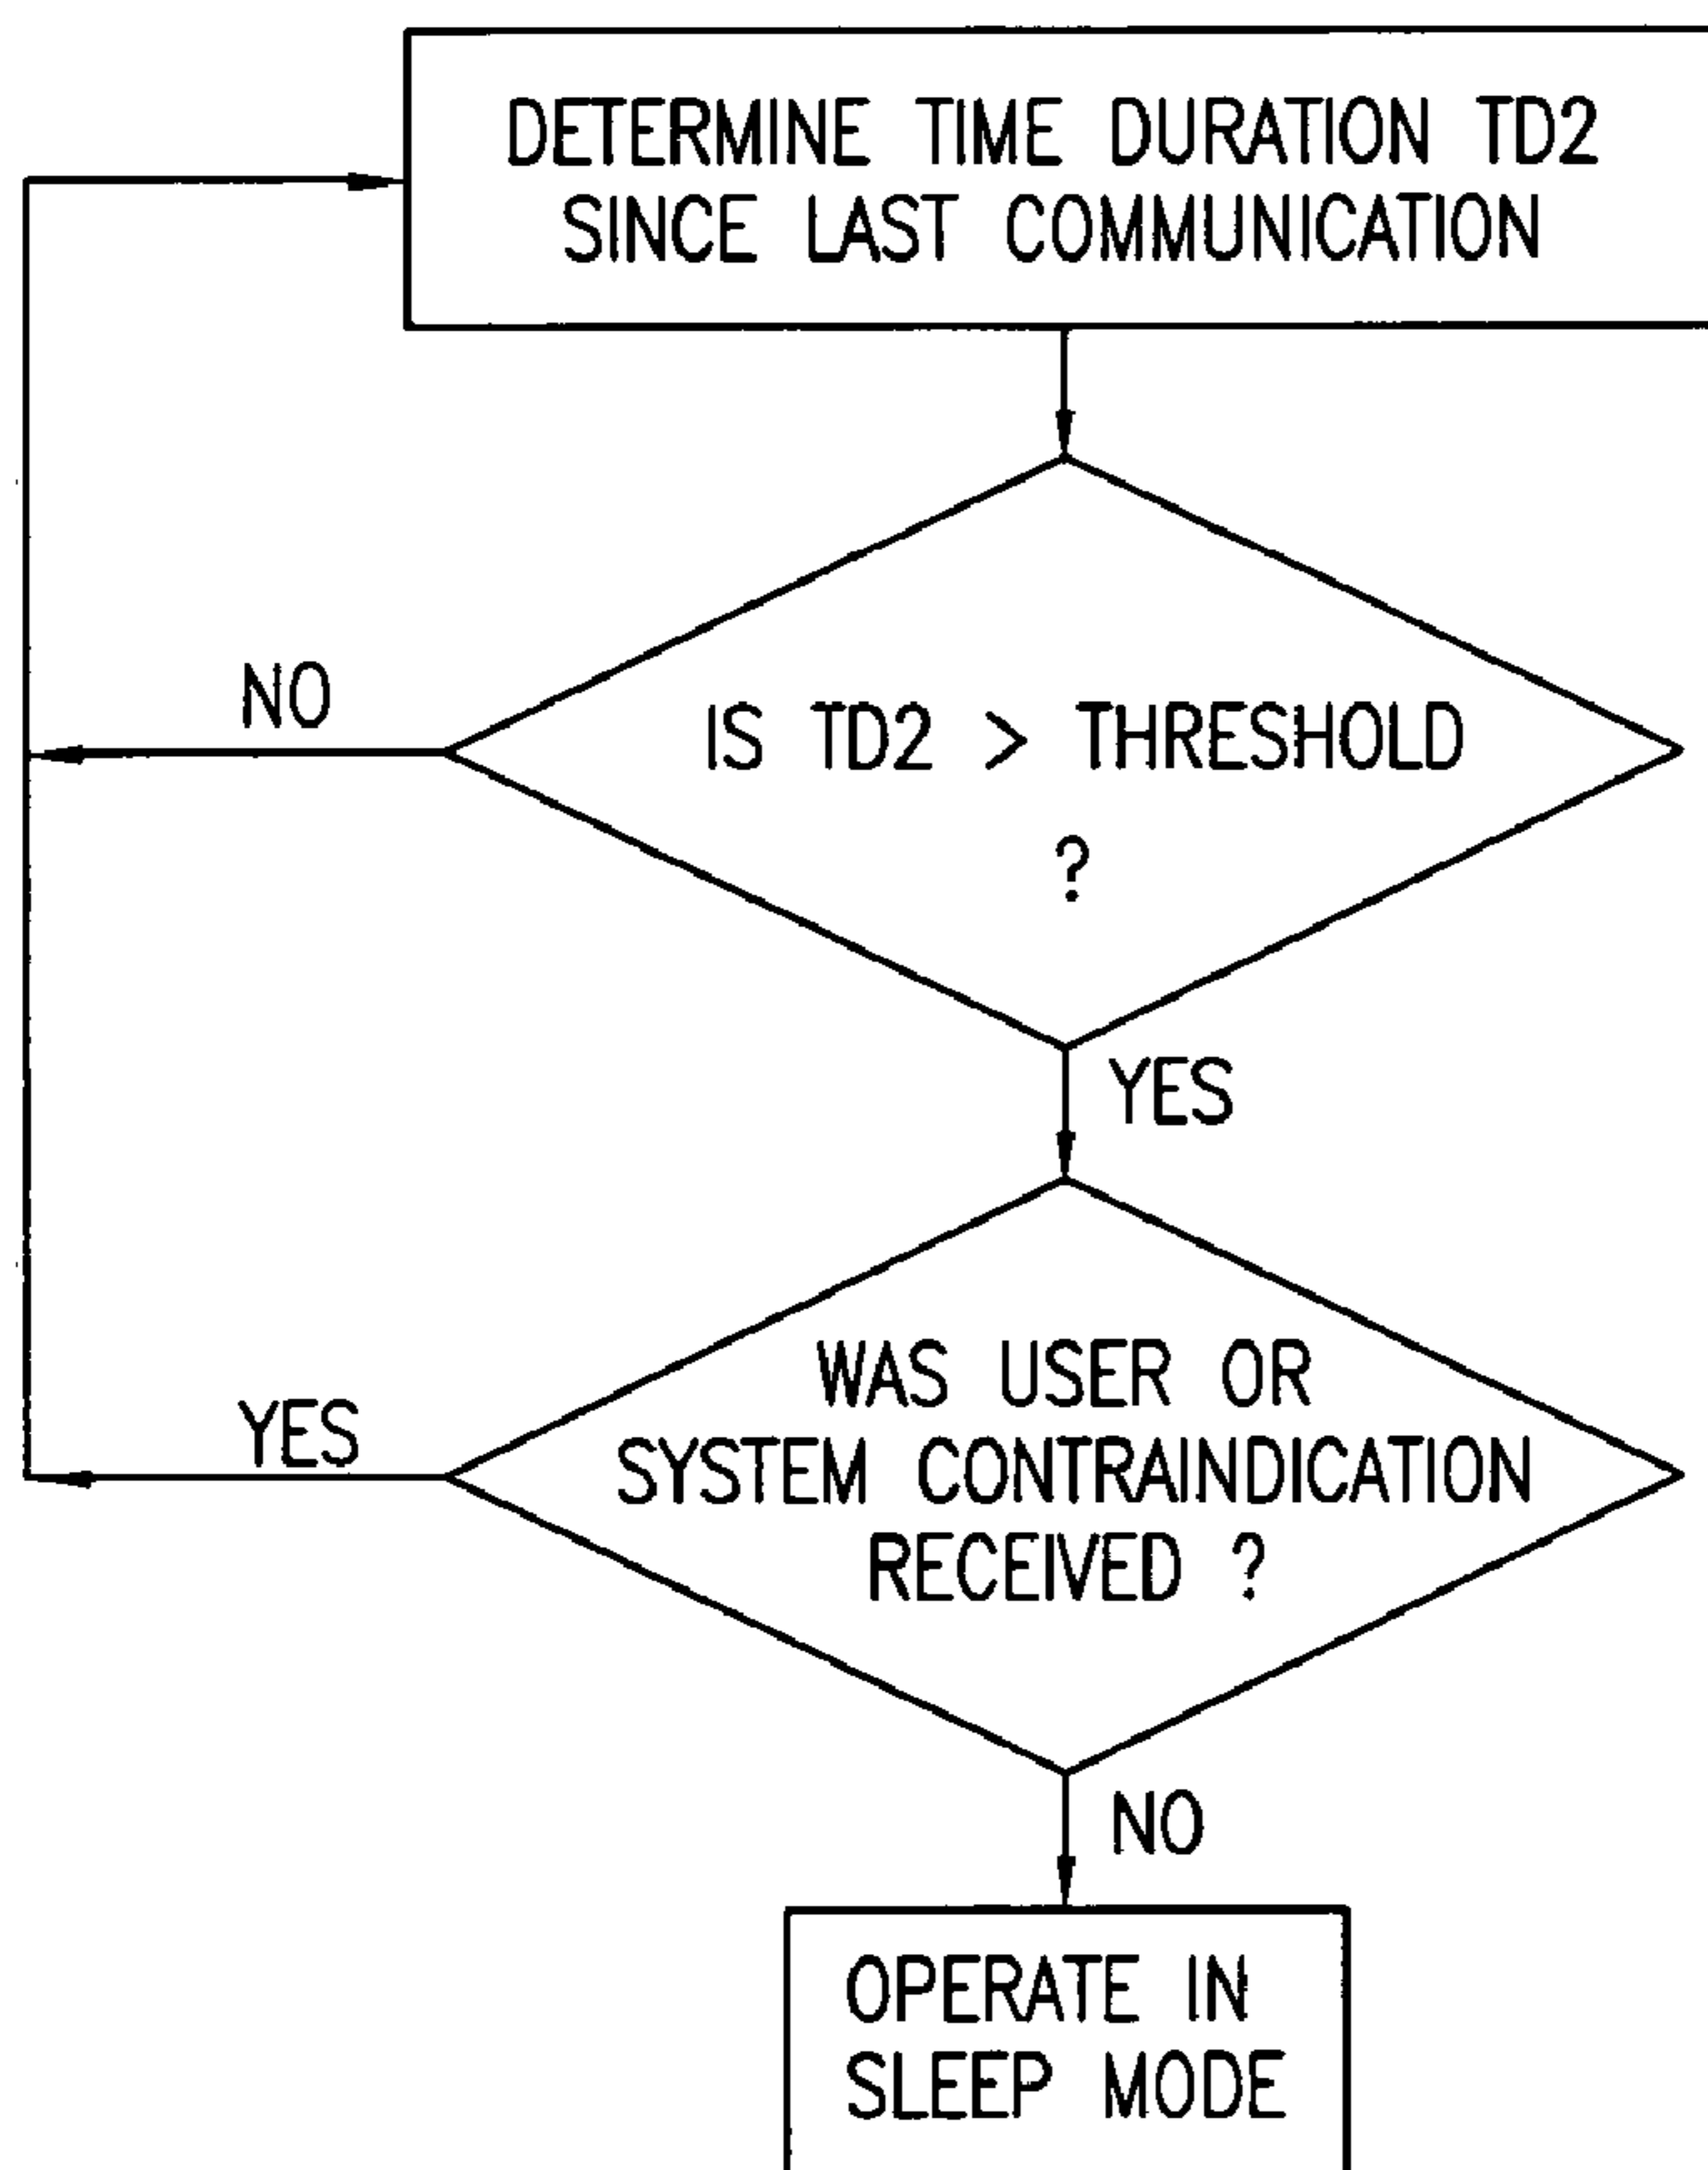 DETERMINE TIME DURATION TD2
SINCE LAST COMMUNICATION
NO
IS TD2 > THRESHOLD
?
YES
WAS USER OR
YES
SYSTEM CONTRAINDICATION
RECEIVED ?
NO
OPERATE IN
SLEEP MODE